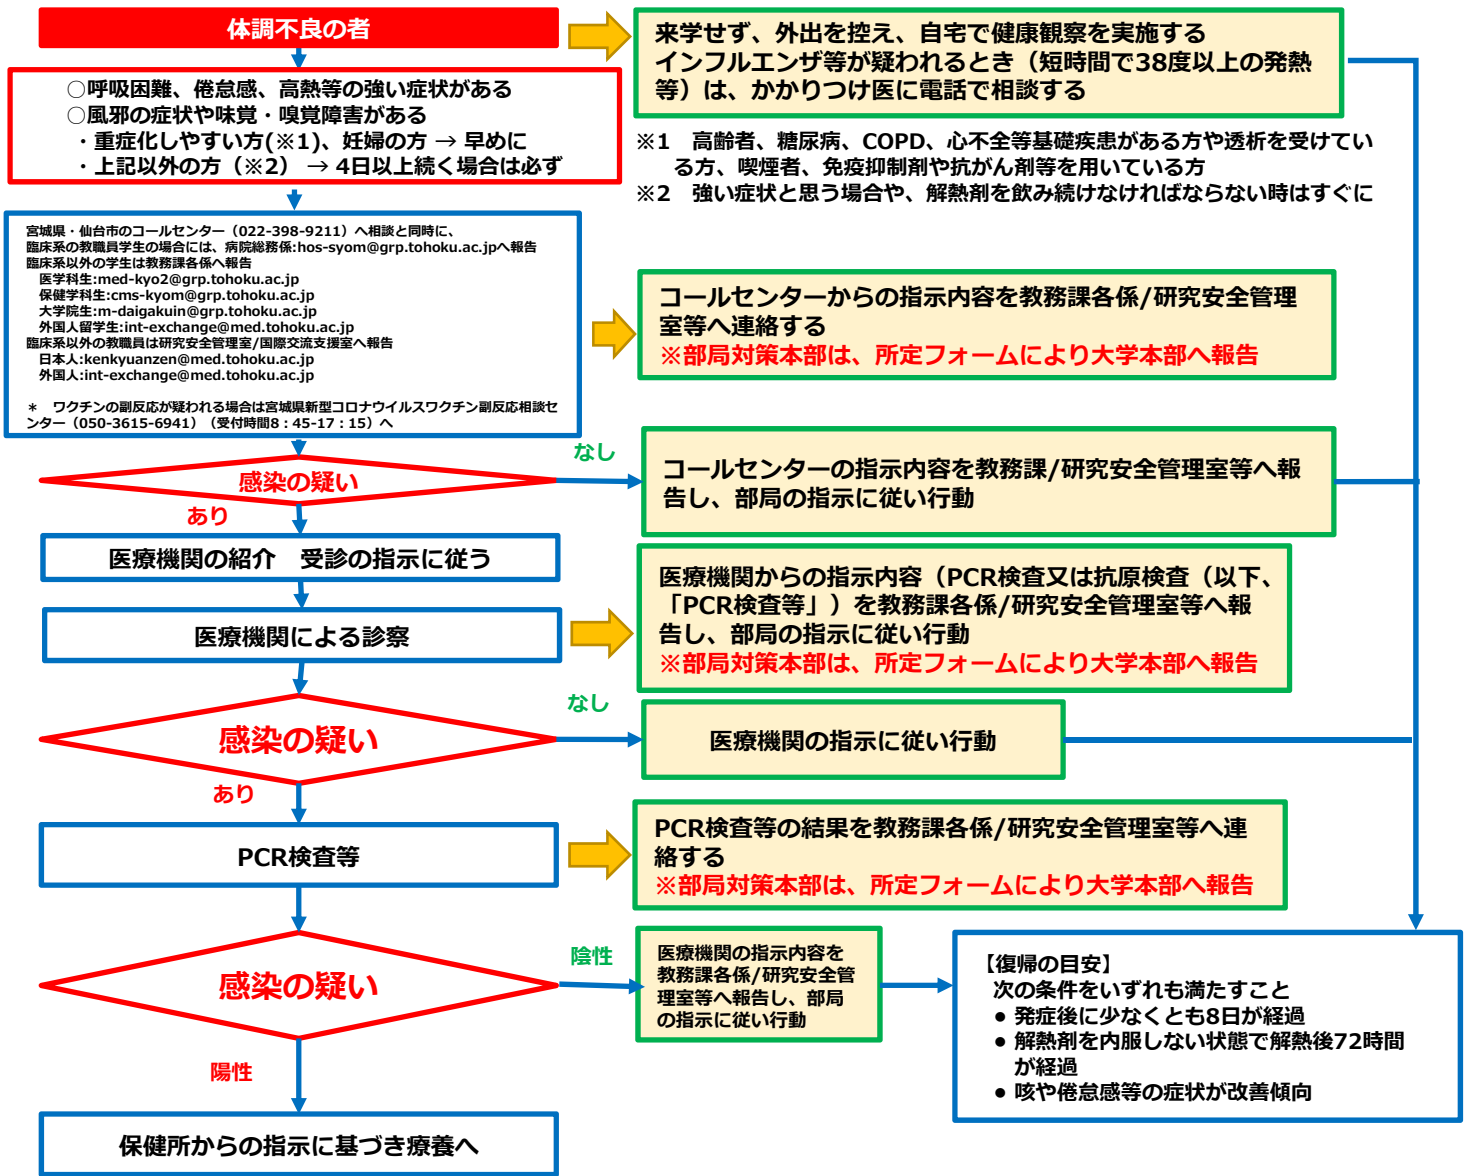 体調不良の者
来学せず、外出を控え、自宅で健康観察を実施する
インフルエンザ等が疑われるとき（短時間で38度以上の発熱
等）は、かかりつけ医に電話で相談する
○呼吸困難、倦怠感、高熱等の強い症状がある
○風邪の症状や味覚・嗅覚障害がある
・重症化しやすい方(※1)、妊婦の方 → 早めに
・上記以外の方（※2） → 4日以上続く場合は必ず
※1　高齢者、糖尿病、COPD、心不全等基礎疾患がある方や透析を受けてい
る方、喫煙者、免疫抑制剤や抗がん剤等を用いている方
※2　強い症状と思う場合や、解熱剤を飲み続けなければならない時はすぐに
宮城県・仙台市のコールセンター（022-398-9211）へ相談と同時に、
臨床系の教職員学生の場合には、病院総務係:hos-syom@grp.tohoku.ac.jpへ報告
臨床系以外の学生は教務課各係へ報告
医学科生:med-kyo2@grp.tohoku.ac.jp
保健学科生:cms-kyom@grp.tohoku.ac.jp
大学院生:m-daigakuin@grp.tohoku.ac.jp
外国人留学生:int-exchange@med.tohoku.ac.jp
臨床系以外の教職員は研究安全管理室/国際交流支援室へ報告
日本人:kenkyuanzen@med.tohoku.ac.jp
外国人:int-exchange@med.tohoku.ac.jp
＊　ワクチンの副反応が疑われる場合は宮城県新型コロナウイルスワクチン副反応相談セ
ンター（050-3615-6941）（受付時間8：45-17：15）へ
コールセンターからの指示内容を教務課各係/研究安全管理
室等へ連絡する
※部局対策本部は、所定フォームにより大学本部へ報告
感染の疑い
なし
コールセンターの指示内容を教務課/研究安全管理室等へ報
告し、部局の指示に従い行動
あり
医療機関の紹介　受診の指示に従う
医療機関による診察
医療機関からの指示内容（PCR検査又は抗原検査（以下、
「PCR検査等」）を教務課各係/研究安全管理室等へ報
告し、部局の指示に従い行動
※部局対策本部は、所定フォームにより大学本部へ報告
感染の疑い
なし
医療機関の指示に従い行動
あり
PCR検査等
PCR検査等の結果を教務課各係/研究安全管理室等へ連
絡する
※部局対策本部は、所定フォームにより大学本部へ報告
感染の疑い
陰性
医療機関の指示内容を
教務課各係/研究安全管
理室等へ報告し、部局
の指示に従い行動
【復帰の目安】
次の条件をいずれも満たすこと
● 発症後に少なくとも8日が経過
● 解熱剤を内服しない状態で解熱後72時間
が経過
● 咳や倦怠感等の症状が改善傾向
陽性
保健所からの指示に基づき療養へ